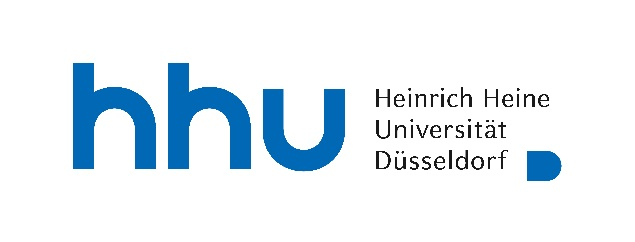 hhu
Heinrich Heine
Universität
Düsseldorf